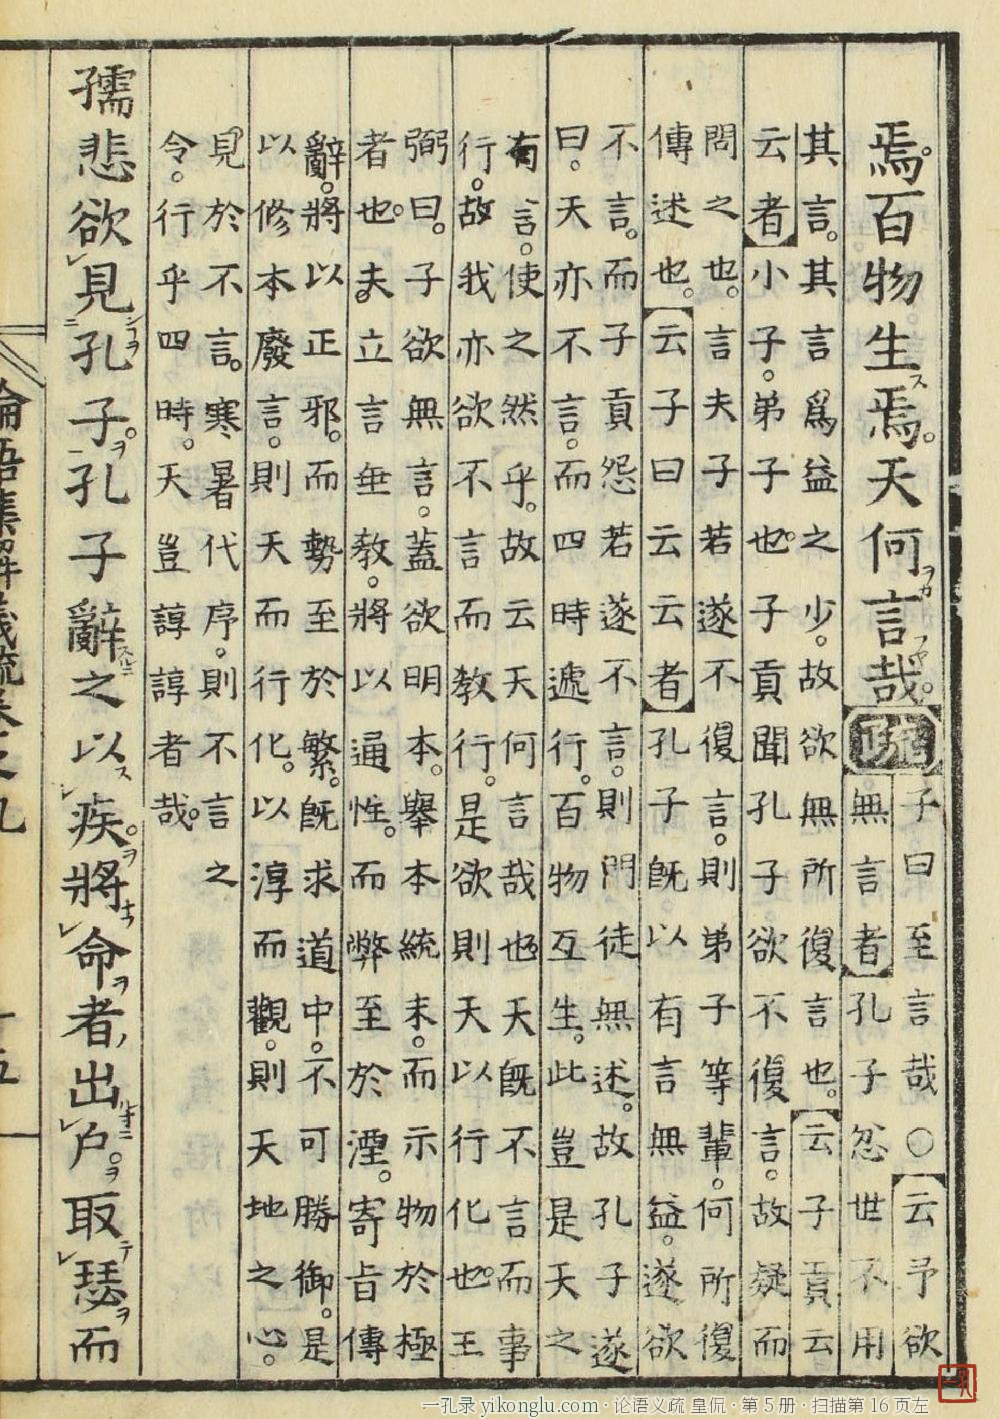 焉。百物生焉。天何言哉。疏
子曰至言哉○云予欲
無言者孔子忿世不用
其言。其言爲益之少。故欲無所復言也。云子貢云
云者小子。弟子也。子貢聞孔子欲不復言。故疑而
問之也。言夫子若遂不復言。則弟子等輩。何所復
傳述也。云子曰云云者孔子既以有言無益。遂欲
不言。而子貢怨若遂不言。則門徒無述。故孔子遂
曰。天亦不言。而四時遞行。百物互生。此豈是天之
有言。使之然乎。故云天何言哉也天既不言而事
行。故我亦欲不言而教行。是欲則天以行化也。王
弼曰。子欲無言。蓋欲明本。舉本統末。而示物於極
者也。夫立言垂教。將以通性。而弊至於湮。寄旨傳
辭。將以正邪。而勢至於繁。既求道中。不可勝御。是
以修本廢言。則天而行化。以淳而觀。則天地之心。
見於不言。寒暑代序。則不言之
令。行乎四時。天豈諄諄者哉。
孺悲欲見孔子。孔子辭之以疾。將命者出戶。取瑟而
論語集解義疏卷之九 十五
一孔录 yikonglu.com · 论语义疏 皇侃 · 第 5 册 · 扫描第 16 页左